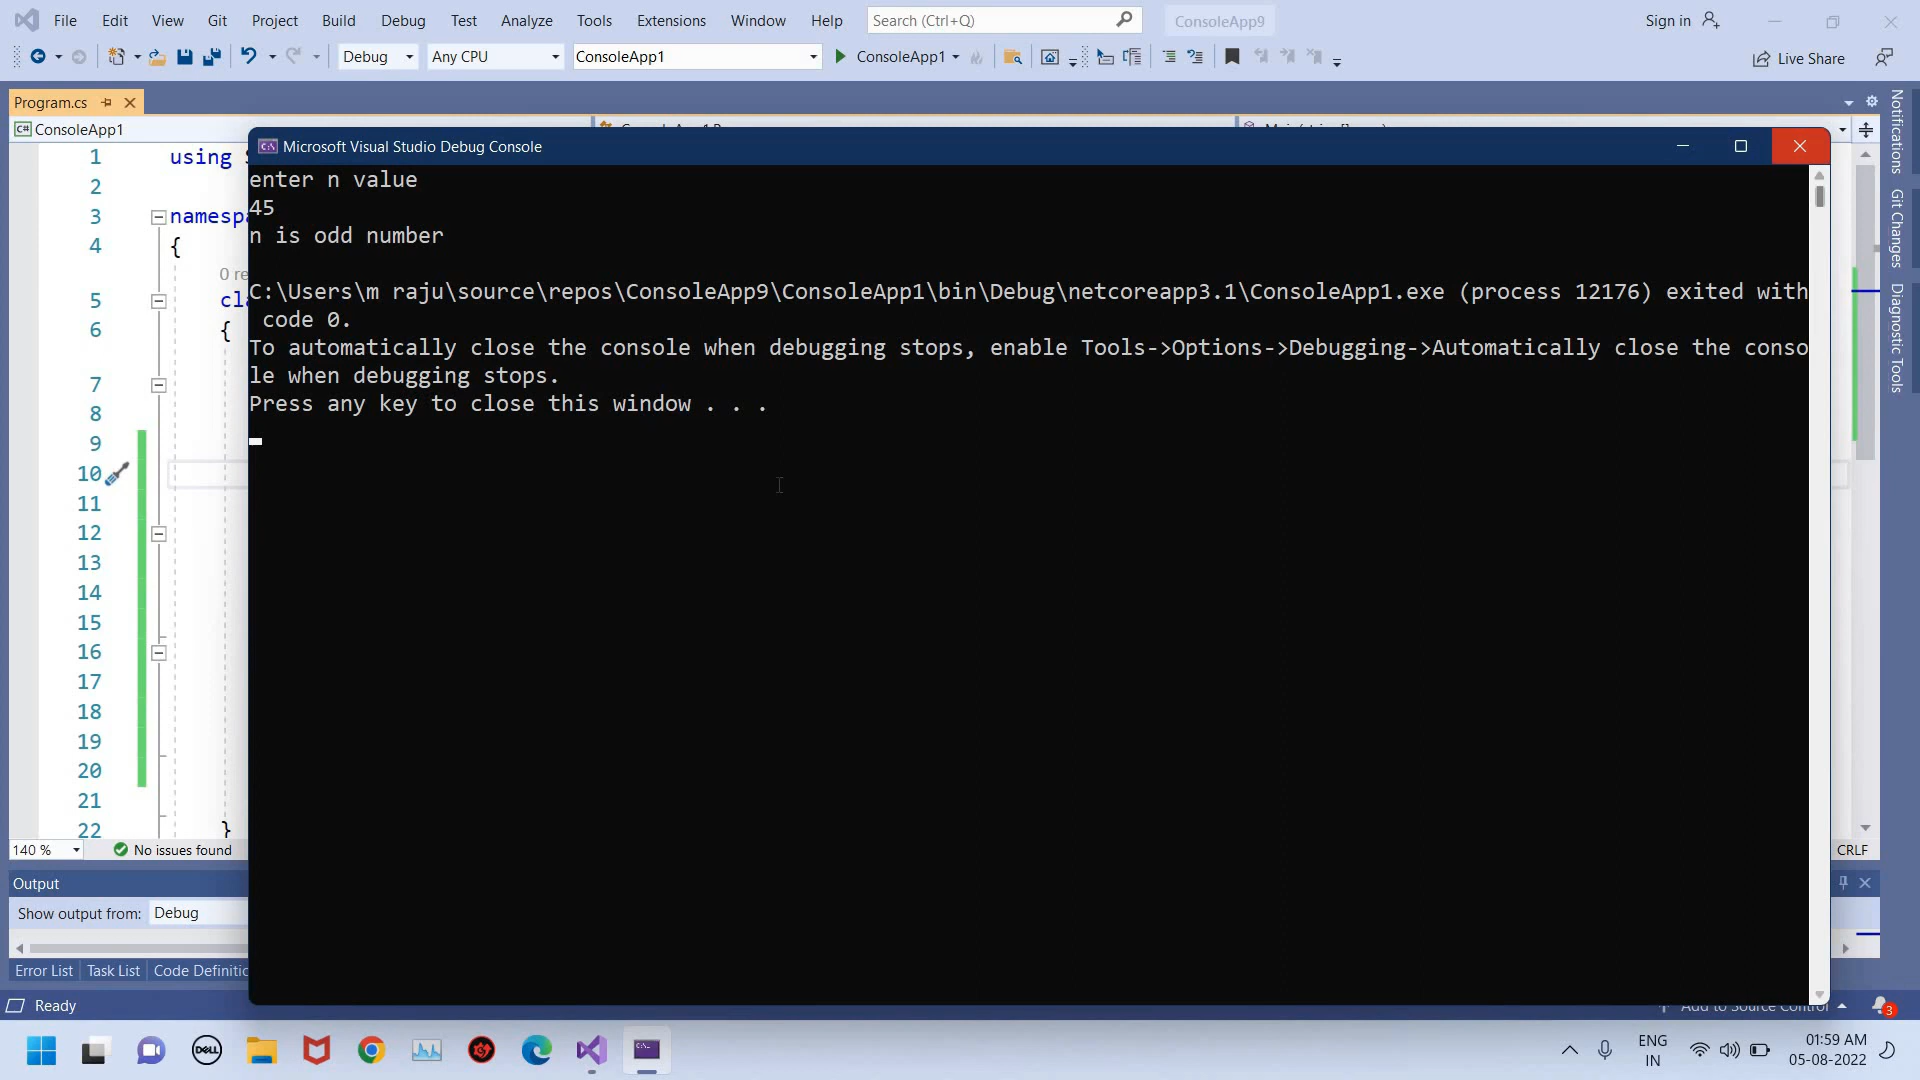 File Edit View Git Project Build Debug Test Analyze Tools Extensions Window Help Search (Ctrl+Q) ConsoleApp9 Sign in
Debug Any CPU ConsoleApp1 ConsoleApp1 Live Share
Program.cs
C# ConsoleApp1
Microsoft Visual Studio Debug Console
enter n value
45
n is odd number
C:\Users\m raju\source\repos\ConsoleApp9\ConsoleApp1\bin\Debug\netcoreapp3.1\ConsoleApp1.exe (process 12176) exited with
code 0.
To automatically close the console when debugging stops, enable Tools->Options->Debugging->Automatically close the conso
le when debugging stops.
Press any key to close this window . . .
1 using
2
3
4 {
0
5
6 {
7
8
9
10
11
12
13
14
15
16
17
18
19
20
21
22 }
140 % No issues found CRLF
Output
Show output from: Debug
Error List Task List
Ready Add to Source Control 3
Notifications
Git Changes
Diagnostic Tools
DELL
ENG
IN
01:59 AM
05-08-2022